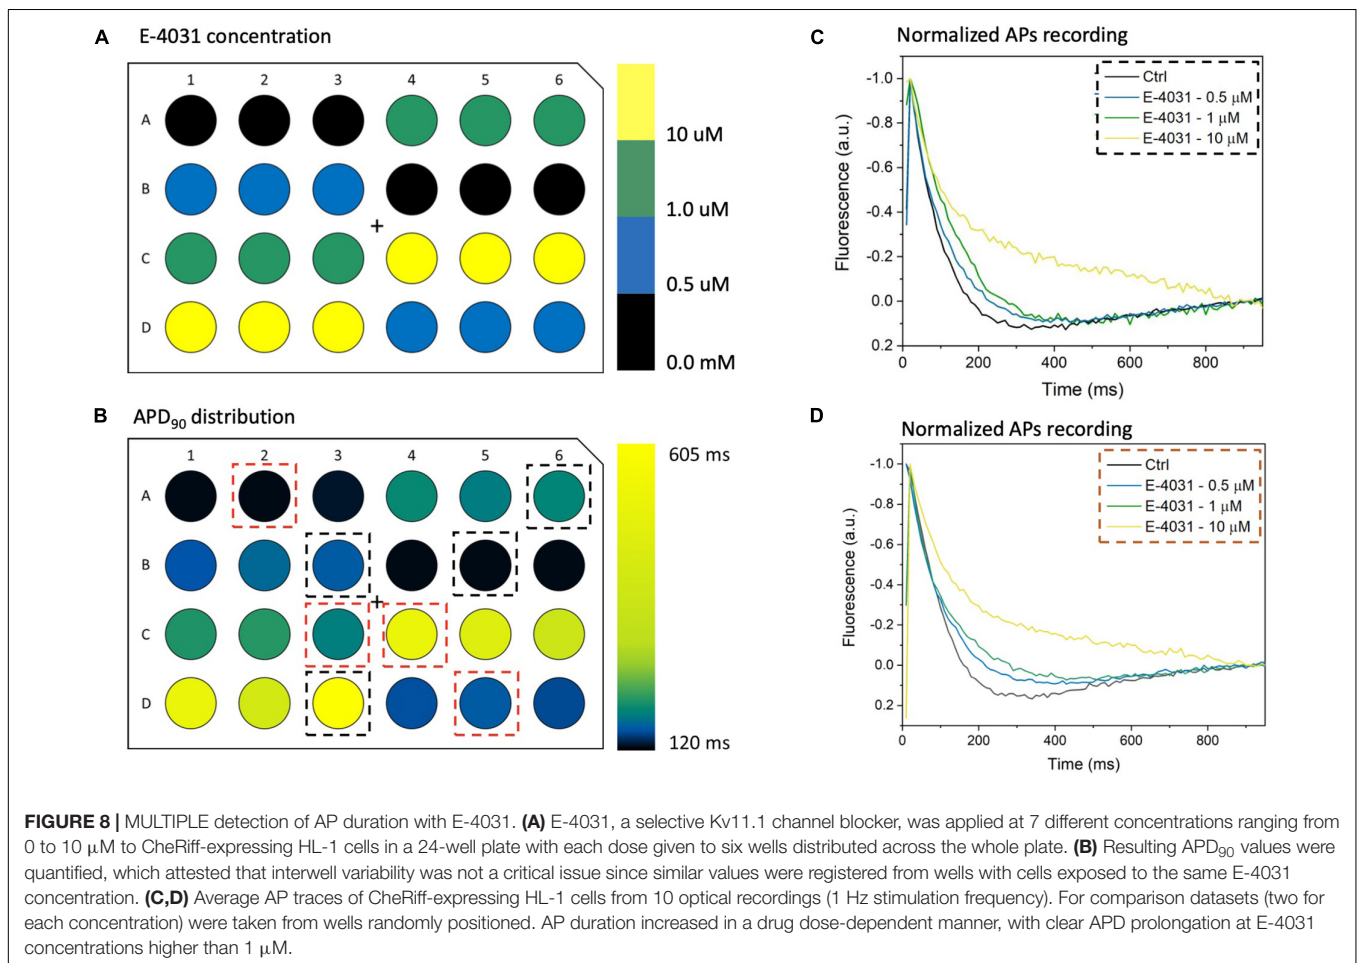 A
E-4031 concentration
1 2 3 4 5 6
A
B
C
D
+
10 uM
1.0 uM
0.5 uM
0.0 mM
C
Normalized APs recording
Ctrl
E-4031 - 0.5 μM
E-4031 - 1 μM
E-4031 - 10 μM
-1.0
-0.8
-0.6
-0.4
-0.2
0.0
0.2
Fluorescence (a.u.)
0 200 400 600 800
Time (ms)
B
APD90 distribution
1 2 3 4 5 6
A
B
C
D
+
605 ms
120 ms
D
Normalized APs recording
Ctrl
E-4031 - 0.5 μM
E-4031 - 1 μM
E-4031 - 10 μM
-1.0
-0.8
-0.6
-0.4
-0.2
0.0
0.2
Fluorescence (a.u.)
0 200 400 600 800
Time (ms)
FIGURE 8 | MULTIPLE detection of AP duration with E-4031. (A) E-4031, a selective Kv11.1 channel blocker, was applied at 7 different concentrations ranging from
0 to 10 μM to CheRiff-expressing HL-1 cells in a 24-well plate with each dose given to six wells distributed across the whole plate. (B) Resulting APD90 values were
quantified, which attested that interwell variability was not a critical issue since similar values were registered from wells with cells exposed to the same E-4031
concentration. (C,D) Average AP traces of CheRiff-expressing HL-1 cells from 10 optical recordings (1 Hz stimulation frequency). For comparison datasets (two for
each concentration) were taken from wells randomly positioned. AP duration increased in a drug dose-dependent manner, with clear APD prolongation at E-4031
concentrations higher than 1 μM.